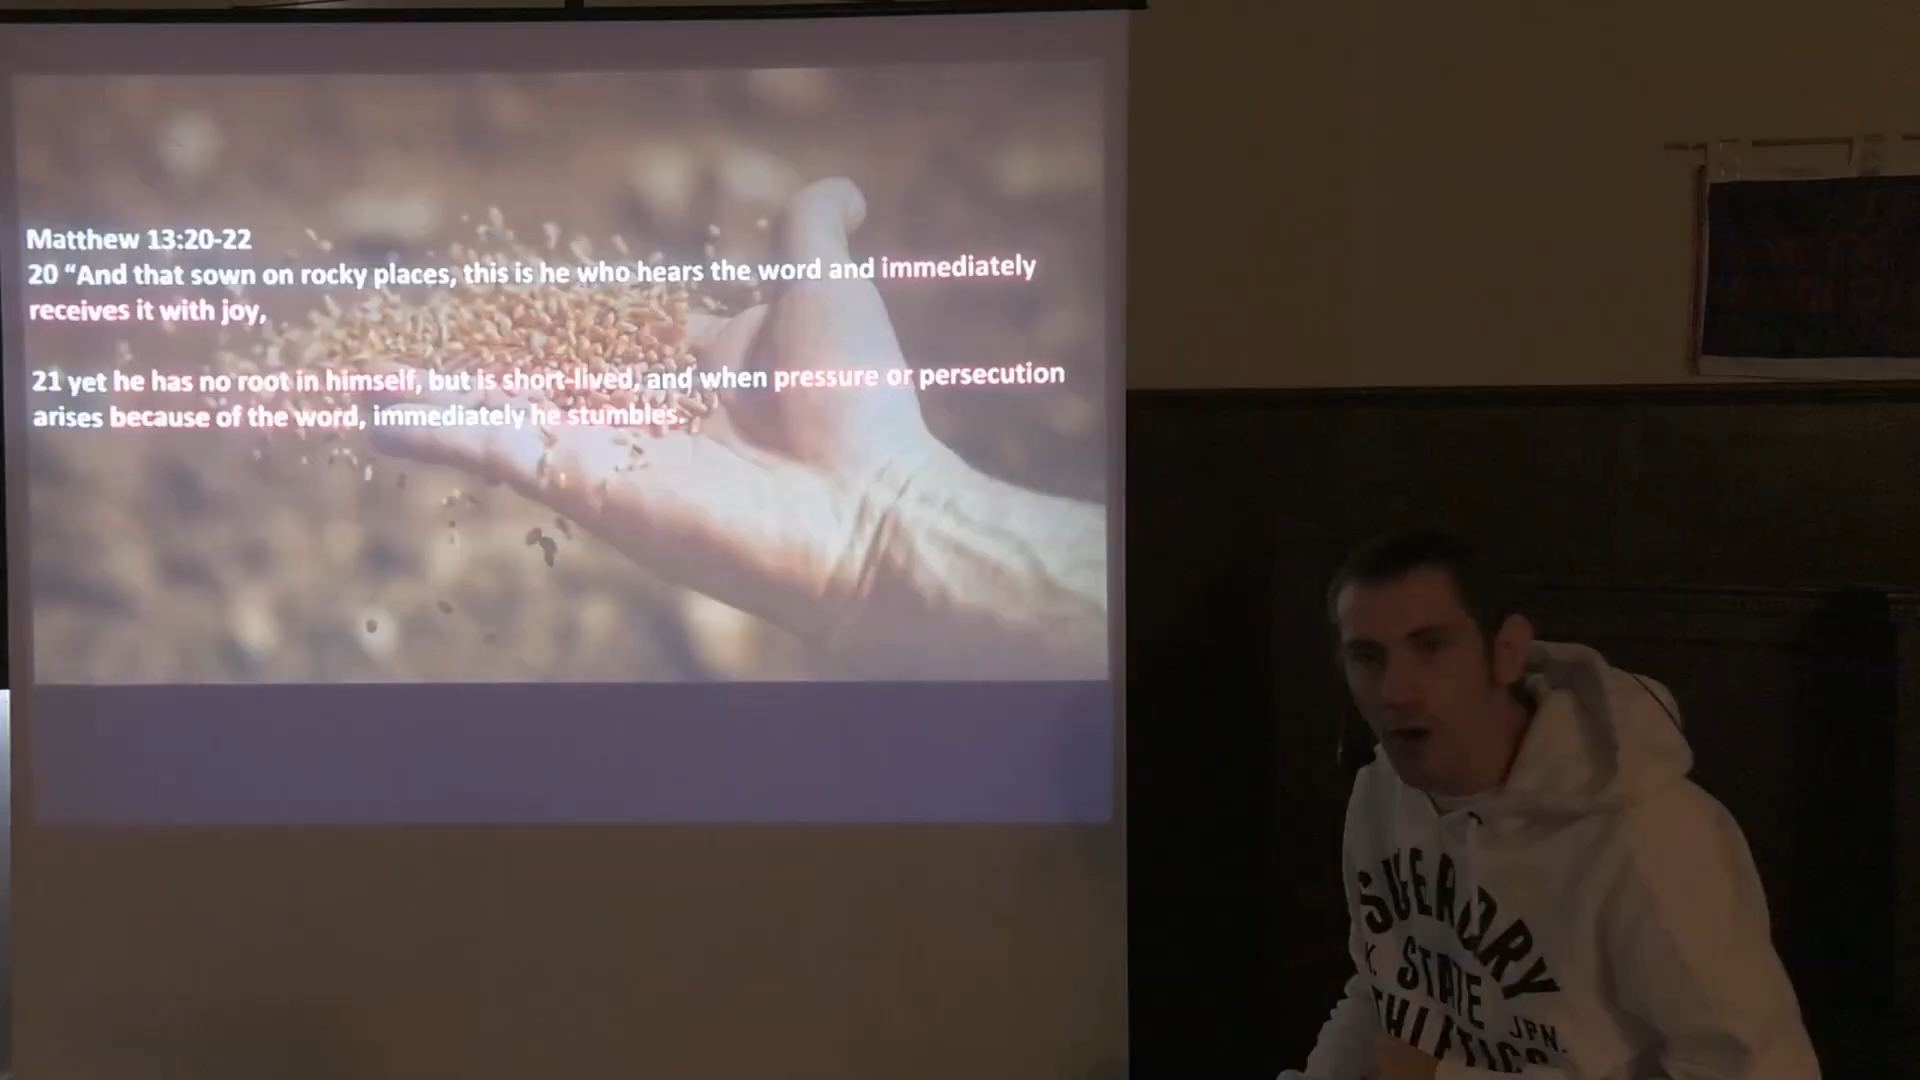 Matthew 13:20-22
20 “And that sown on rocky places, this is he who hears the word and immediately
receives it with joy,
21 yet he has no root in himself, but is short-lived, and when pressure or persecution
arises because of the word, immediately he stumbles.
SUPERDRY
STATE
ATHLETICS
JPN.